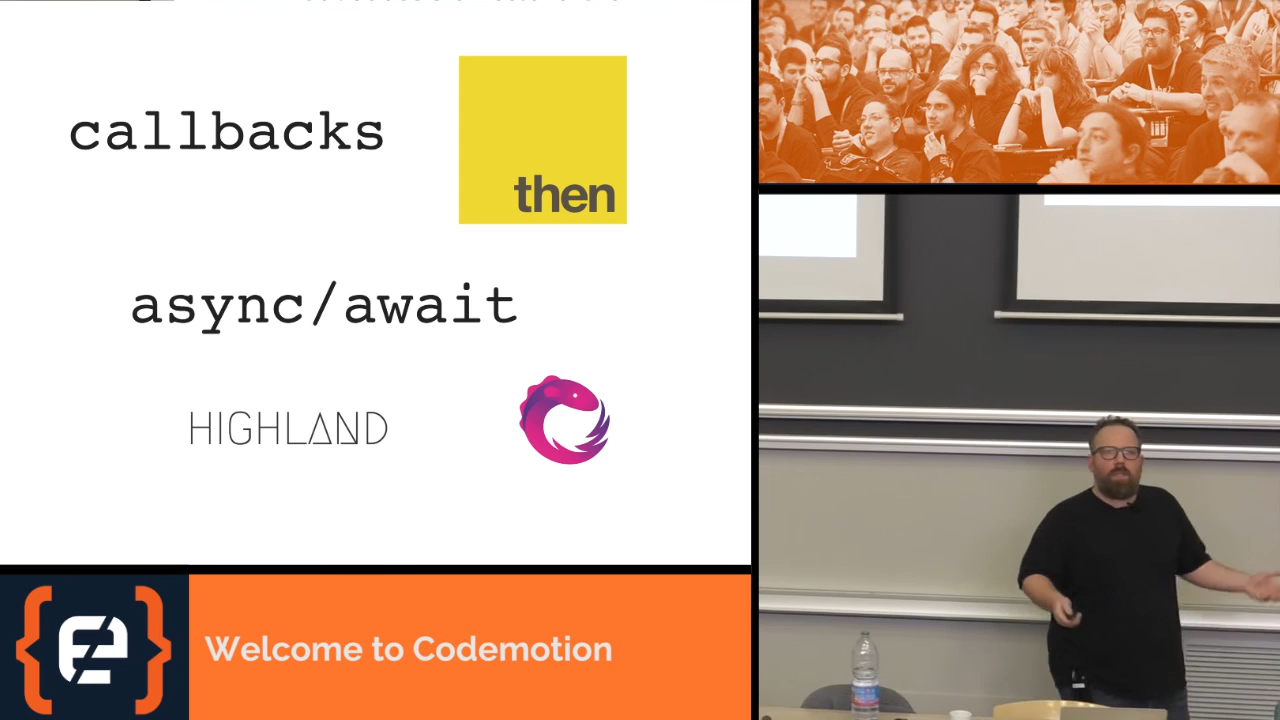 callbacks
then
async/await
HIGHLAND
Welcome to Codemotion